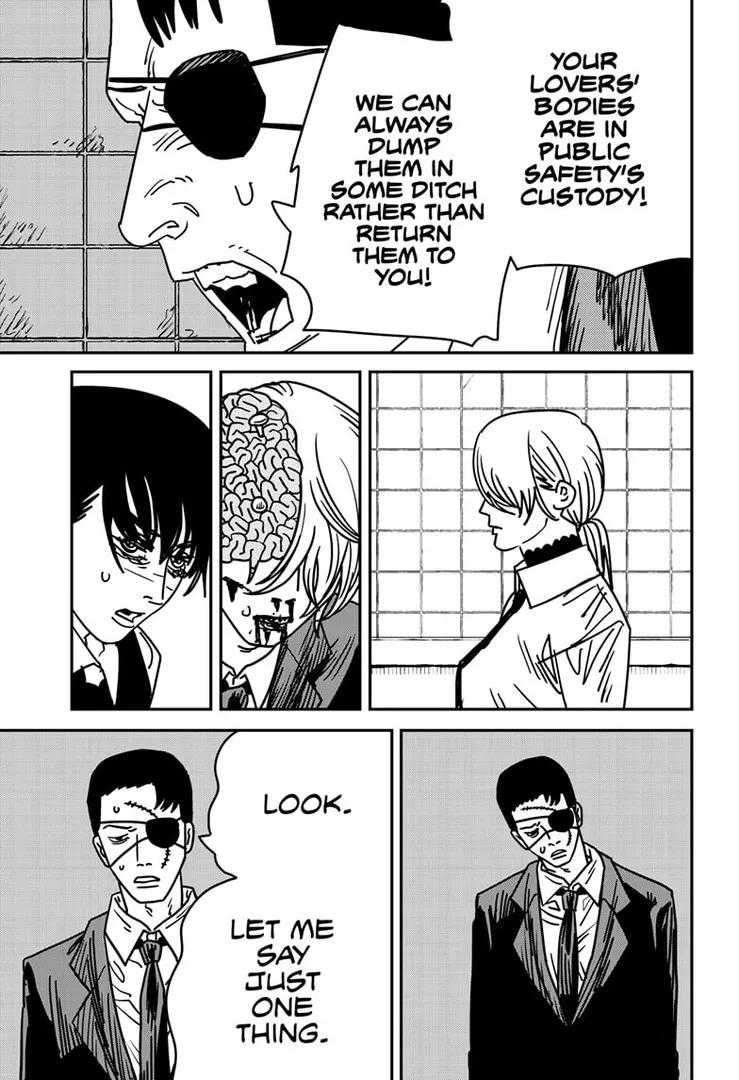 YOUR
LOVERS'
BODIES
ARE IN
PUBLIC
SAFETY'S
CUSTODY!
WE CAN
ALWAYS
DUMP
THEM IN
SOME DITCH
RATHER THAN
RETURN
THEM TO
YOU!
LOOK.
LET ME
SAY
JUST
ONE
THING.